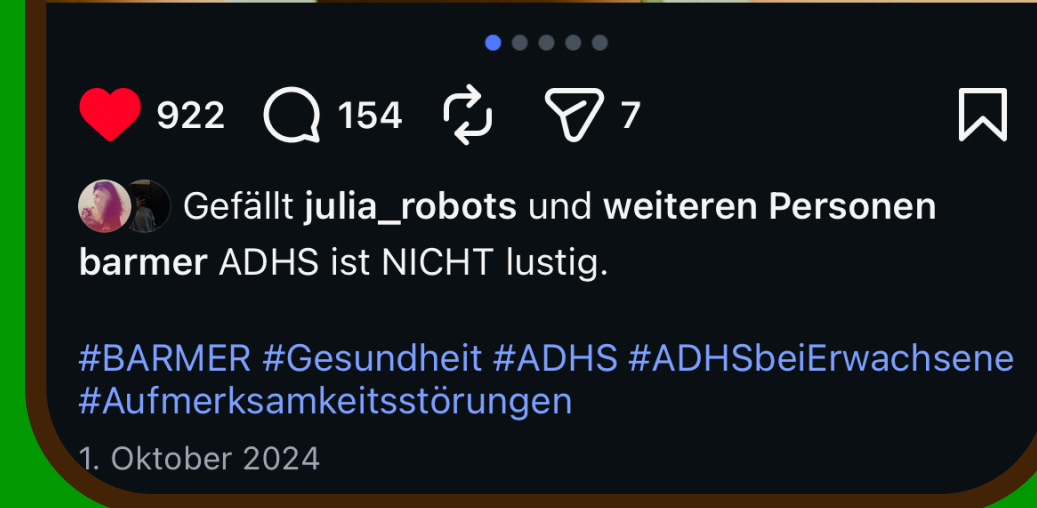 922 154 7
Gefällt julia_robots und weiteren Personen
barmer ADHS ist NICHT lustig.
#BARMER #Gesundheit #ADHS #ADHSbeiErwachsene
#Aufmerksamkeitsstörungen
1. Oktober 2024